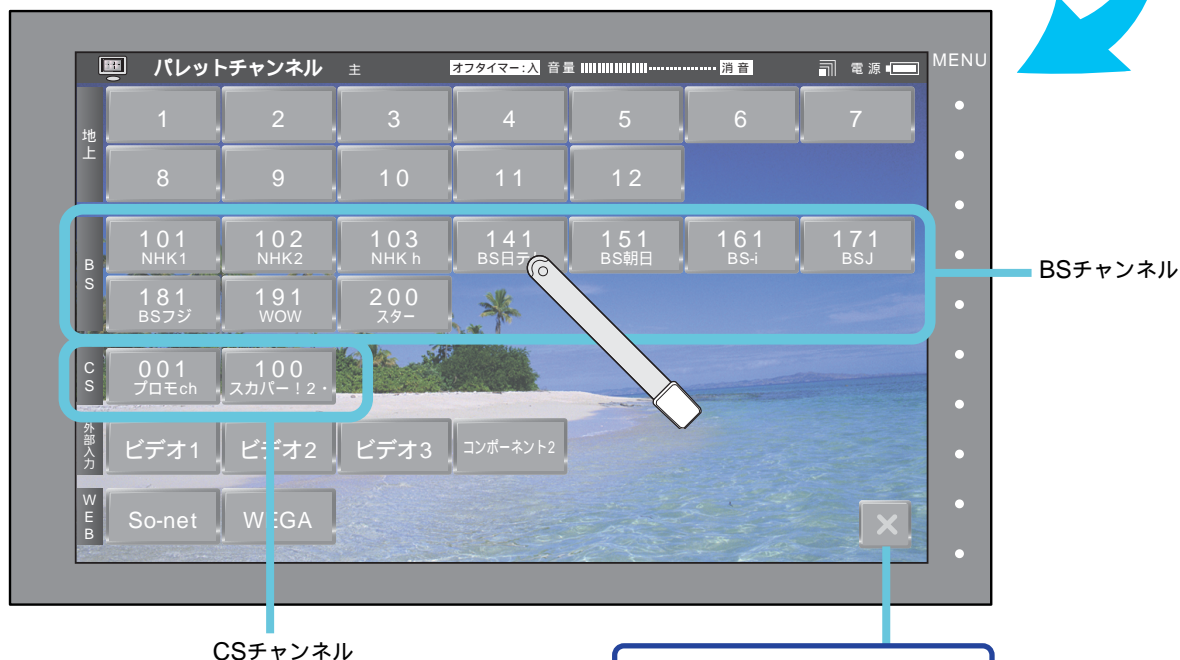 パレットチャンネル 主 オフタイマー:入 音量 消音 電源 MENU
地上
1 2 3 4 5 6 7
8 9 10 11 12
BS
101 102 103 141 151 161 171
NHK1 NHK2 NHK h BS日テレ BS朝日 BS-i BSJ
BSチャンネル
181 191 200
BSフジ WOW スター
CS
001 100
プロモch スカパー!2・
外部入力
ビデオ1 ビデオ2 ビデオ3 コンポーネント2
WEB
So-net WEGA ×
CSチャンネル